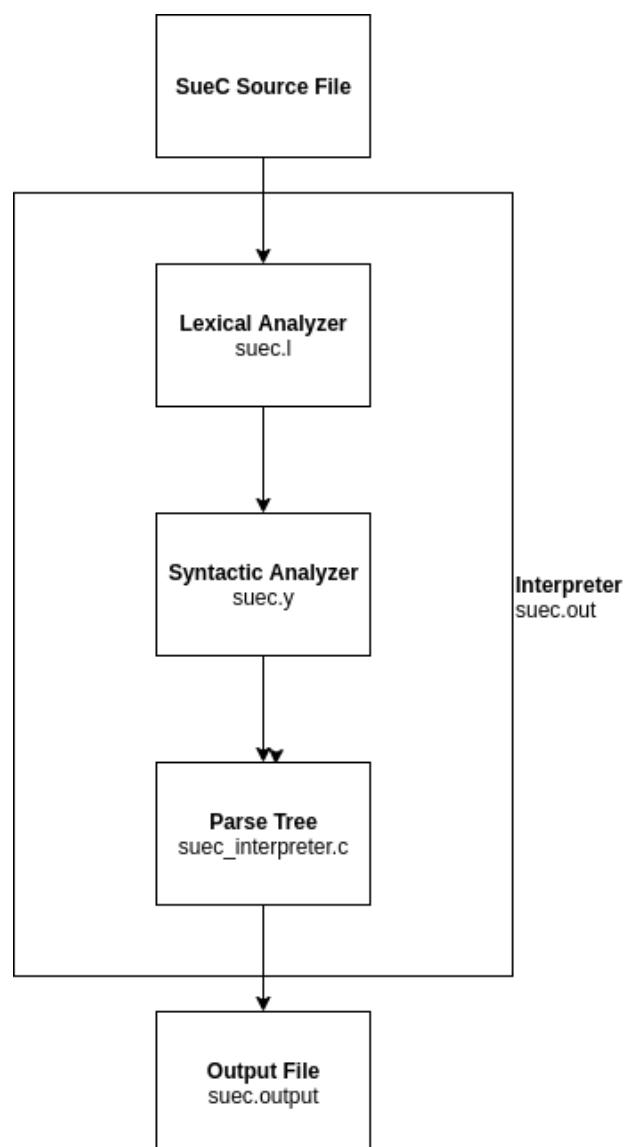 SueC Source File
Lexical Analyzer
suec.l
Syntactic Analyzer
suec.y
Interpreter
suec.out
Parse Tree
suec_interpreter.c
Output File
suec.output